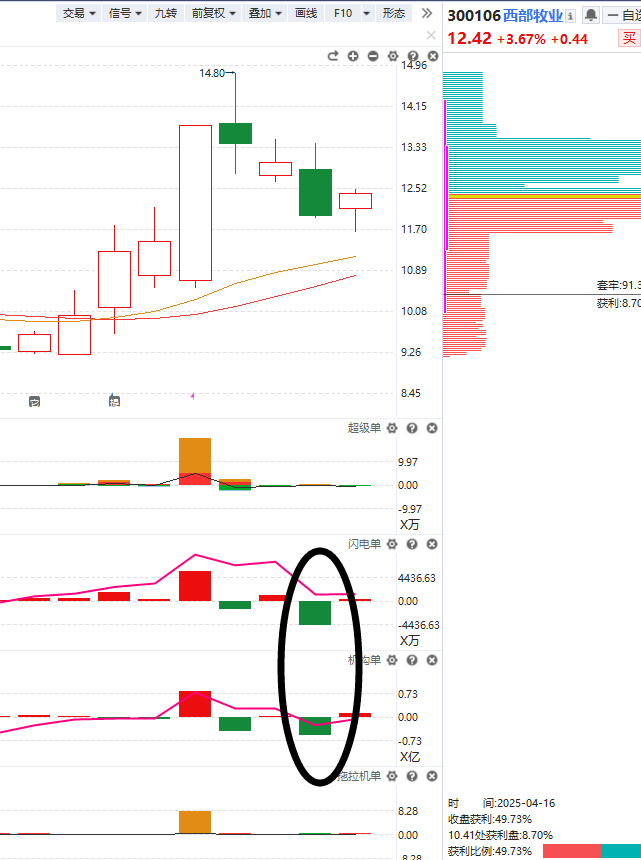 交易 信号 九转 前复权 叠加 画线 F10 形态
300106 西部牧业
12.42 +3.67% +0.44 买
14.96
14.80
14.15
13.33
12.52
11.70
10.89
10.08
9.26
8.45
套牢:91.3
获利:8.70
超级单
9.97
0.00
-9.97
X万
闪电单
4436.63
0.00
-4436.63
X万
机构单
0.73
0.00
-0.73
X亿
拖拉机单
8.28
0.00
8.28
时 间:2025-04-16
收盘获利:49.73%
10.41处获利盘:8.70%
获利比例:49.73%